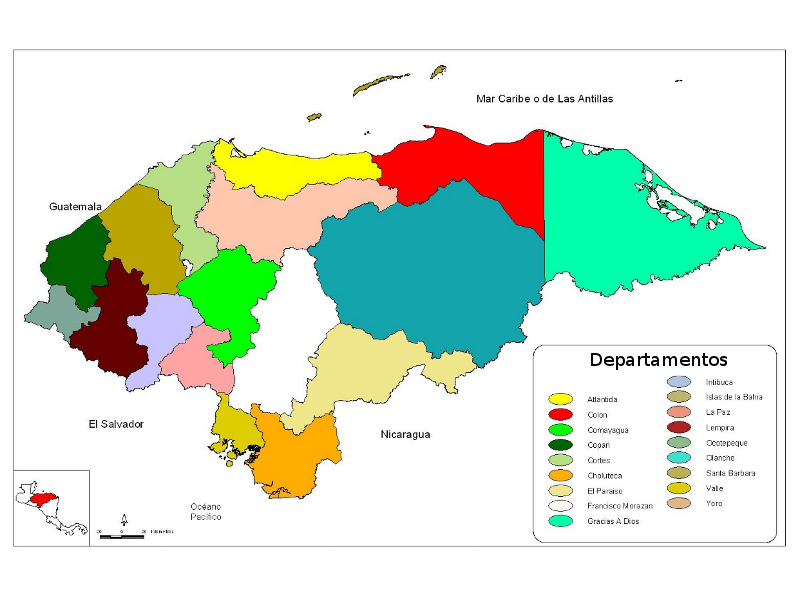 Mar Caribe o de Las Antillas
Guatemala
El Salvador
Nicaragua
Océano
Pacífico
20 0 20 Kilometers
Departamentos
Atlantida
Colon
Comayagua
Copan
Cortes
Choluteca
El Paraiso
Francisco Morazan
Gracias A Dios
Intibuca
Islas de la Bahia
La Paz
Lempira
Ocotepeque
Olancho
Santa Barbara
Valle
Yoro